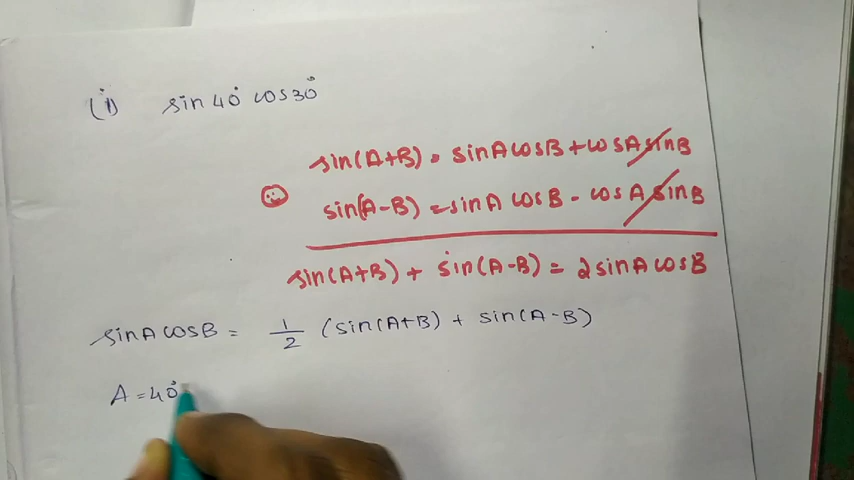 (i) sin 40° cos 30°
sin(A+B) = sinA cosB + cosA sinB
sin(A-B) = sinA cosB - cosA sinB
sin(A+B) + sin(A-B) = 2 sinA cosB
sinA cosB = 1/2 (sin(A+B) + sin(A-B)
A = 40°